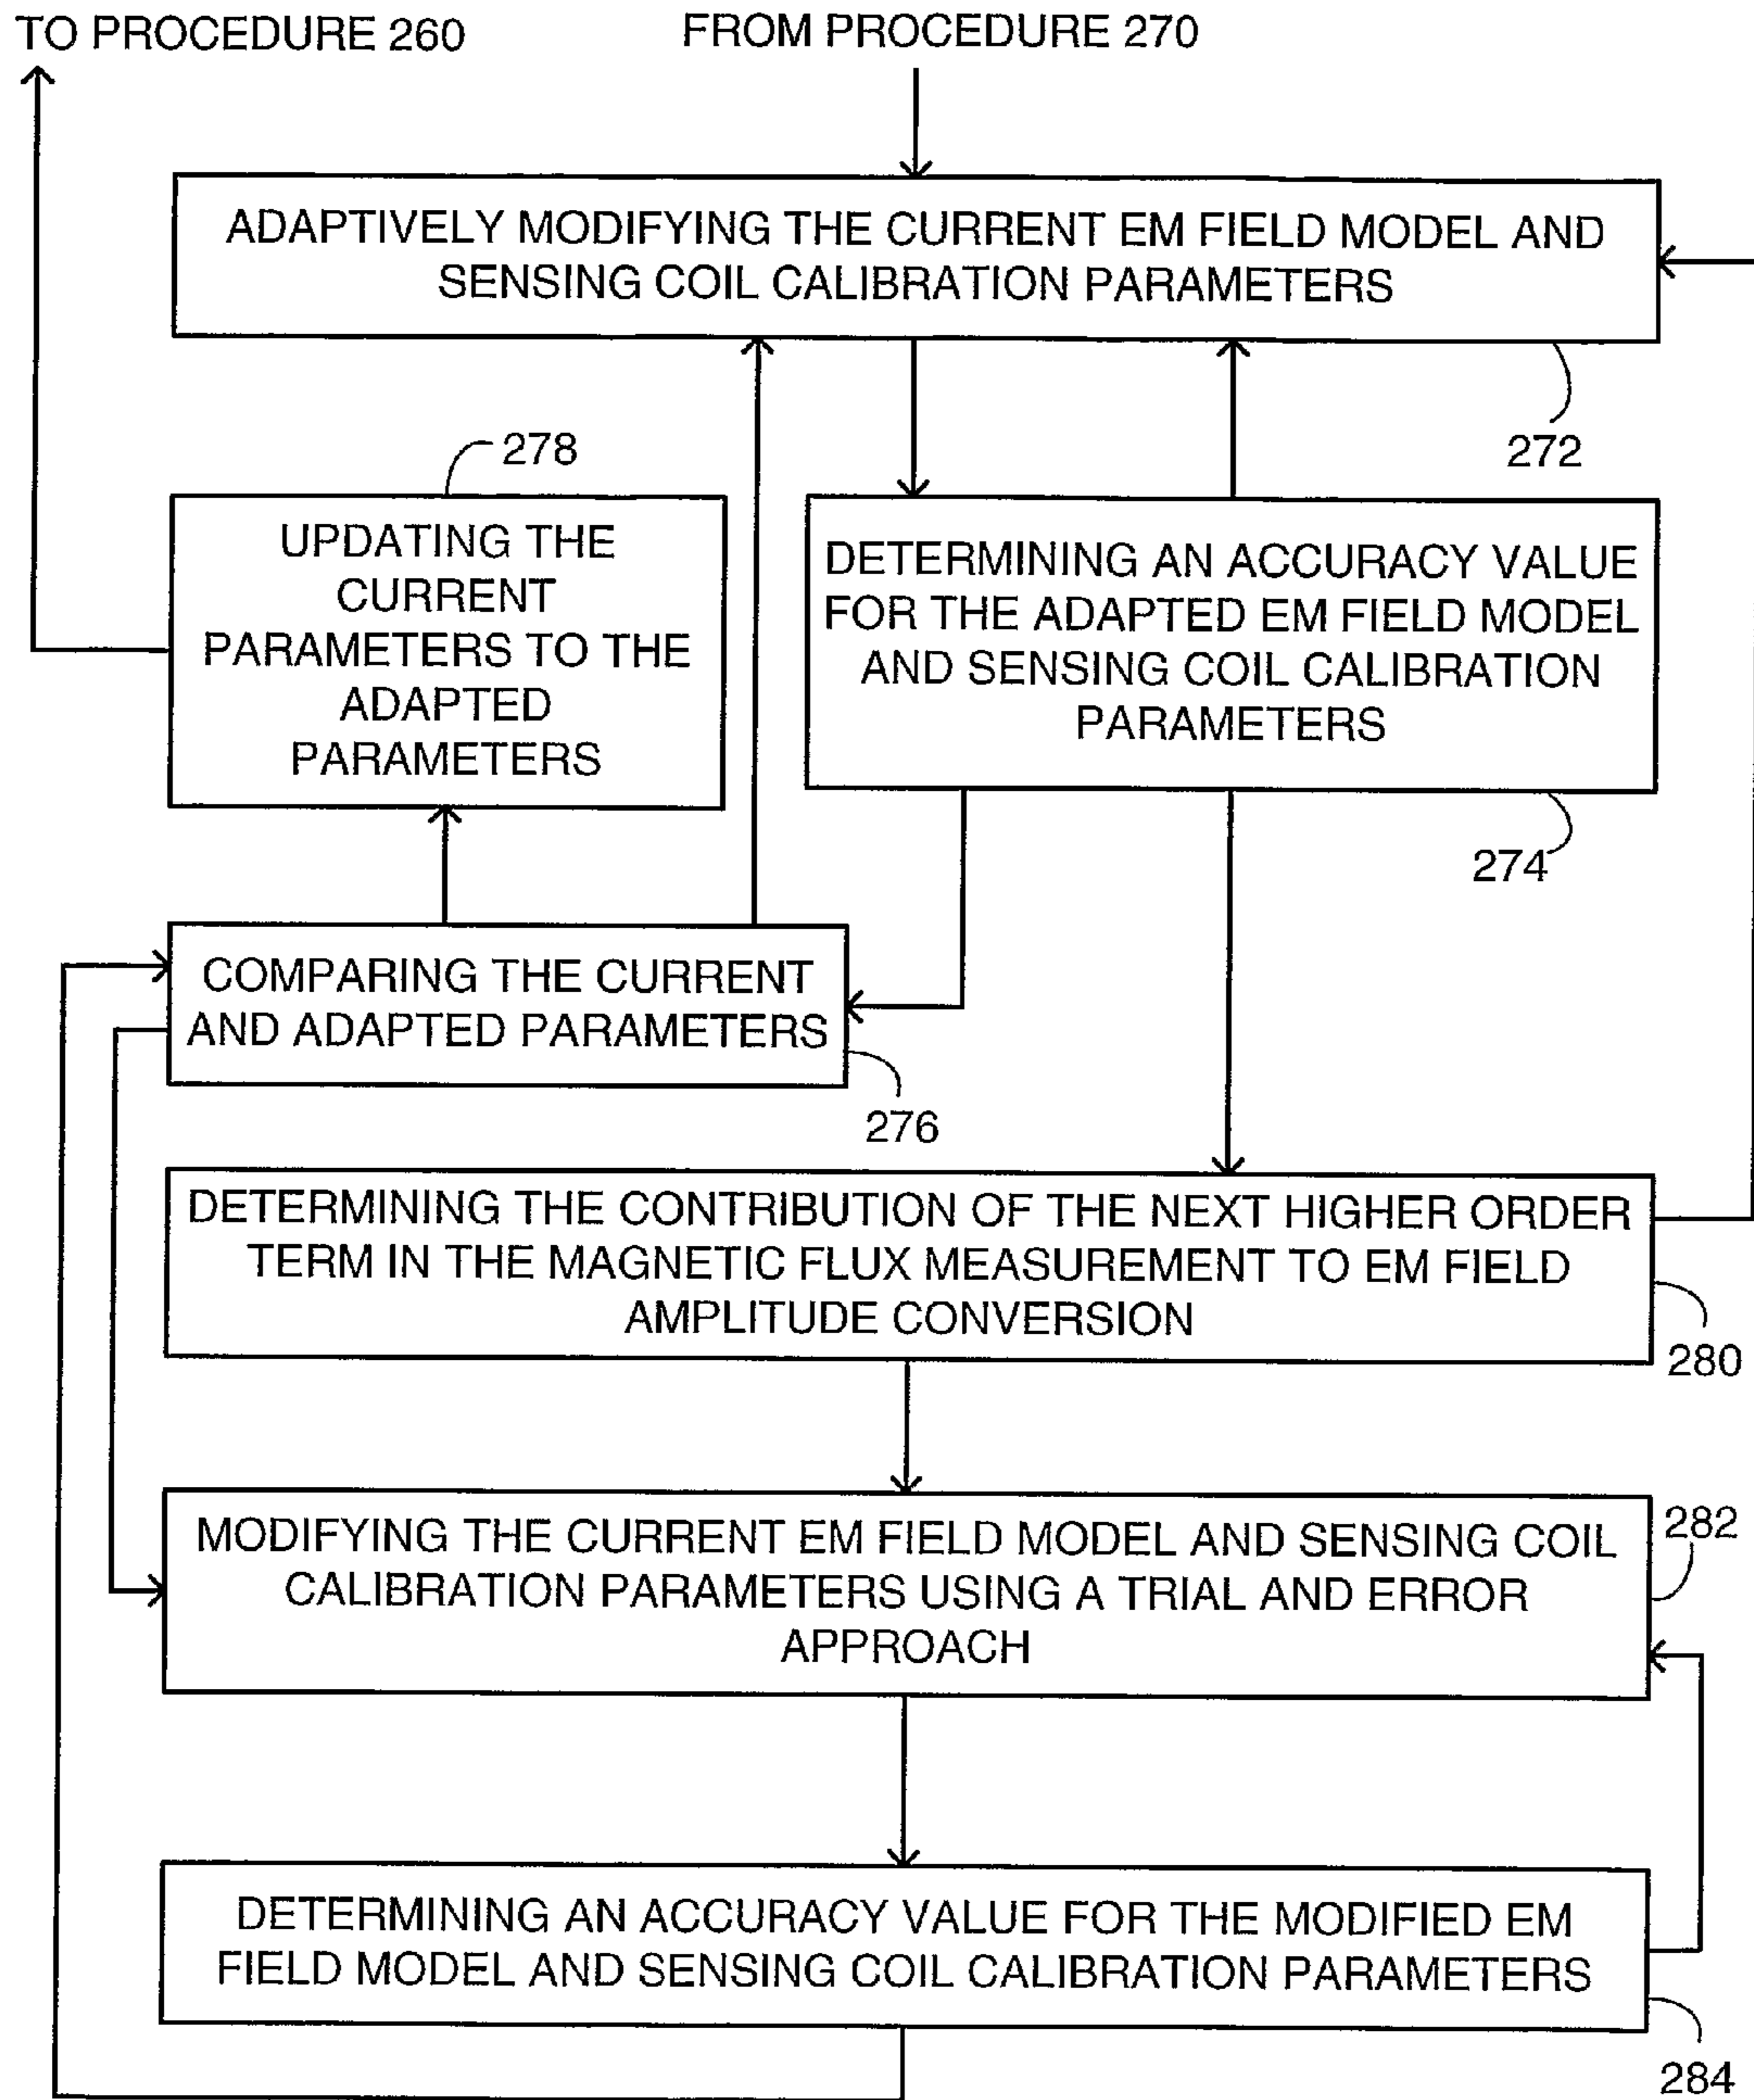 TO PROCEDURE 260
FROM PROCEDURE 270
ADAPTIVELY MODIFYING THE CURRENT EM FIELD MODEL AND
SENSING COIL CALIBRATION PARAMETERS
272
278
UPDATING THE
CURRENT
PARAMETERS TO THE
ADAPTED
PARAMETERS
DETERMINING AN ACCURACY VALUE
FOR THE ADAPTED EM FIELD MODEL
AND SENSING COIL CALIBRATION
PARAMETERS
274
COMPARING THE CURRENT
AND ADAPTED PARAMETERS
276
DETERMINING THE CONTRIBUTION OF THE NEXT HIGHER ORDER
TERM IN THE MAGNETIC FLUX MEASUREMENT TO EM FIELD
AMPLITUDE CONVERSION
280
MODIFYING THE CURRENT EM FIELD MODEL AND SENSING COIL
CALIBRATION PARAMETERS USING A TRIAL AND ERROR
APPROACH
282
DETERMINING AN ACCURACY VALUE FOR THE MODIFIED EM
FIELD MODEL AND SENSING COIL CALIBRATION PARAMETERS
284